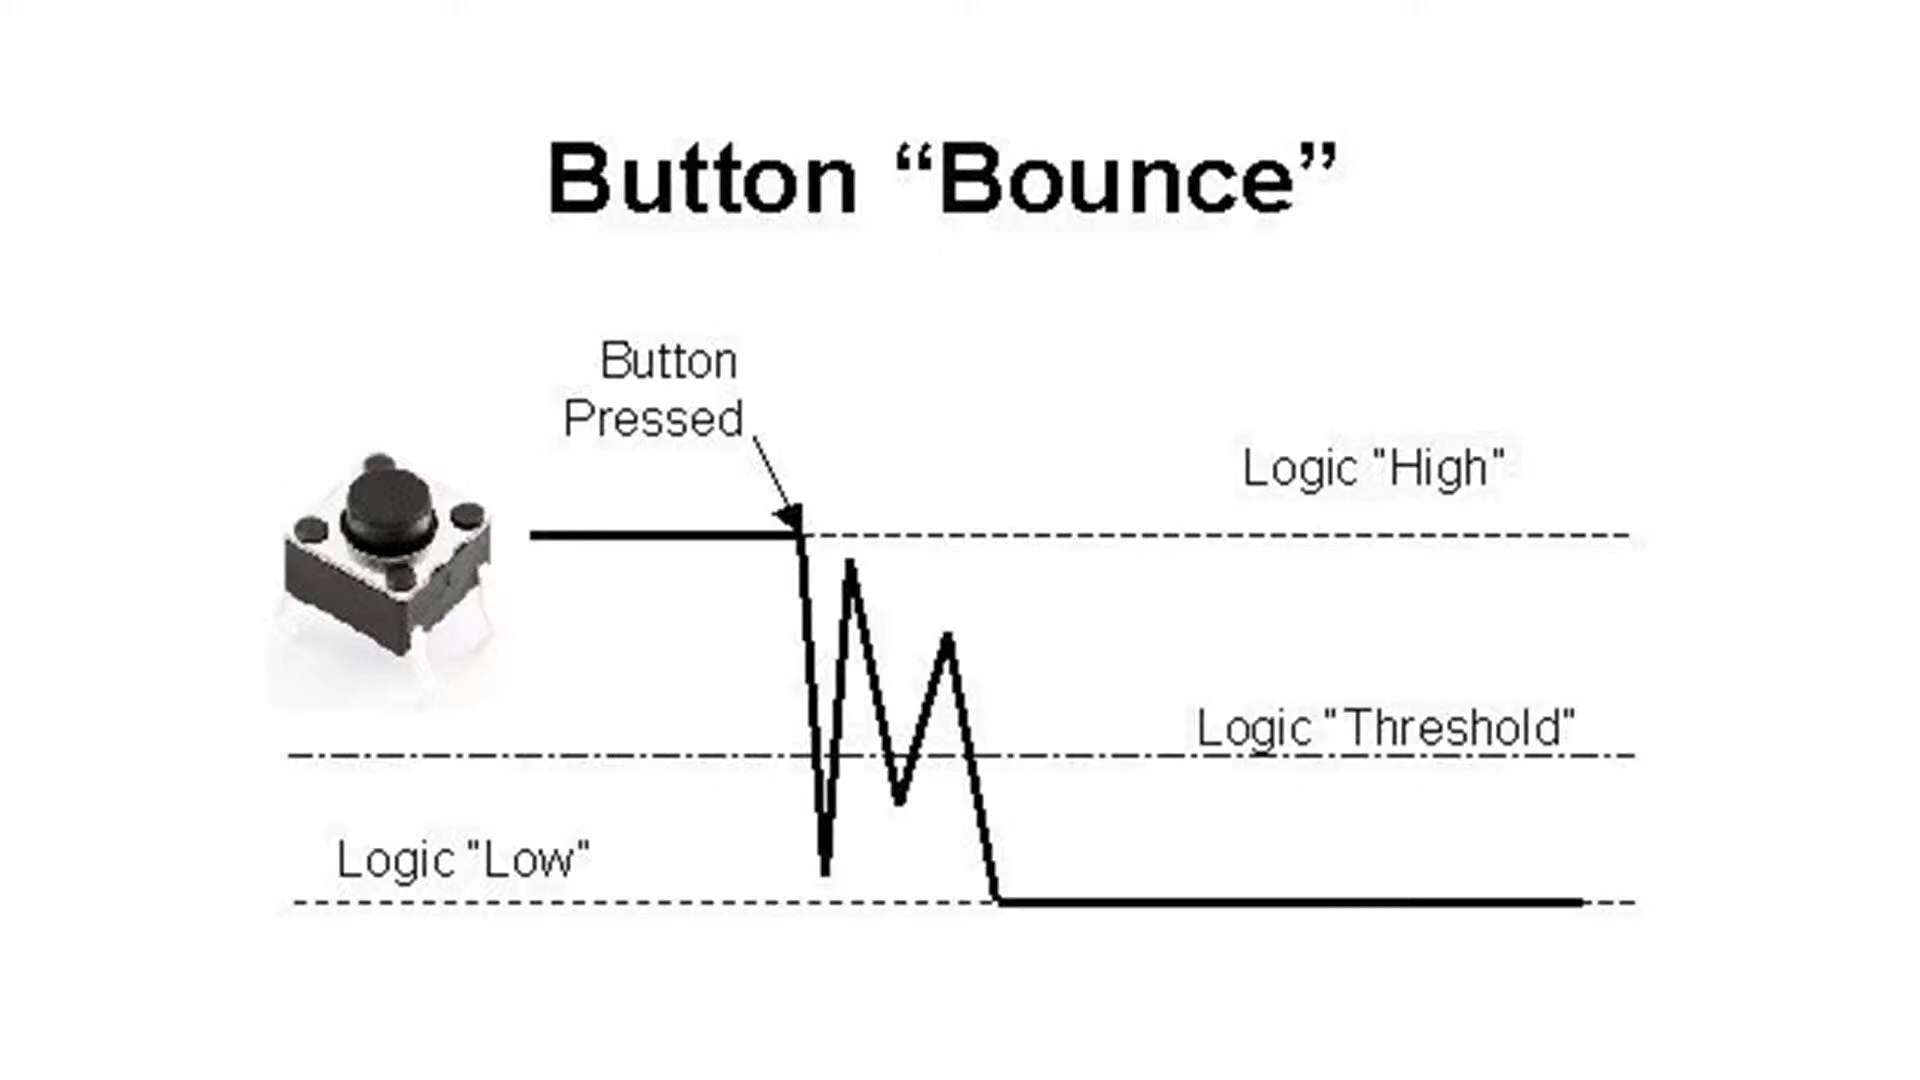 Button “Bounce”
Button
Pressed
Logic "High"
Logic "Threshold"
Logic "Low"